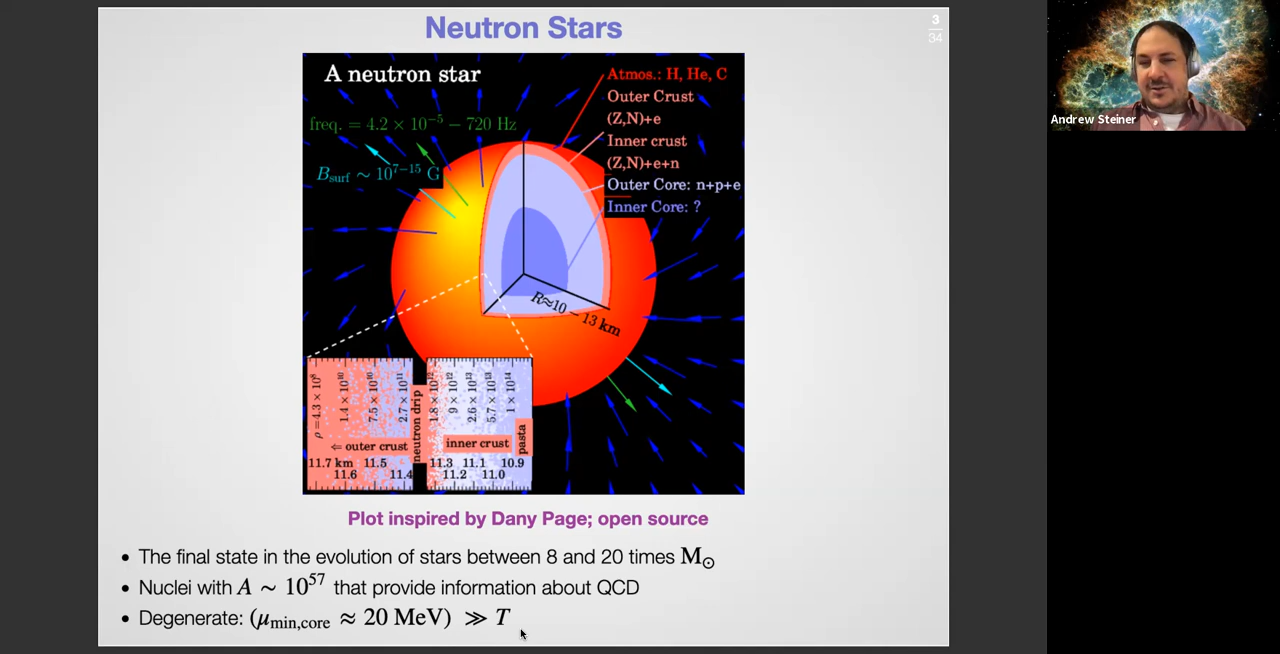 Neutron Stars
3
34
A neutron star
freq. = 4.2 × 10⁻⁵ − 720 Hz
B_surf ∼ 10⁷⁻¹⁵ G
Atmos.: H, He, C
Outer Crust
(Z,N)+e
Inner crust
(Z,N)+e+n
Outer Core: n+p+e
Inner Core: ?
R≈10 − 13 km
ρ =4.3 × 10⁸
1.4 × 10¹⁰
7.5 × 10¹⁰
2.7 × 10¹¹
neutron drip
1.8 × 10¹²
9 × 10¹²
2.6 × 10¹³
5.7 × 10¹³
1 × 10¹⁴
⇐ outer crust
inner crust
pasta
11.7 km 11.5
11.6 11.4
11.3 11.1 10.9
11.2 11.0
Plot inspired by Dany Page; open source
• The final state in the evolution of stars between 8 and 20 times M⊙
• Nuclei with A ∼ 10⁵⁷ that provide information about QCD
• Degenerate: (μ_min,core ≈ 20 MeV) ≫ T
Andrew Steiner